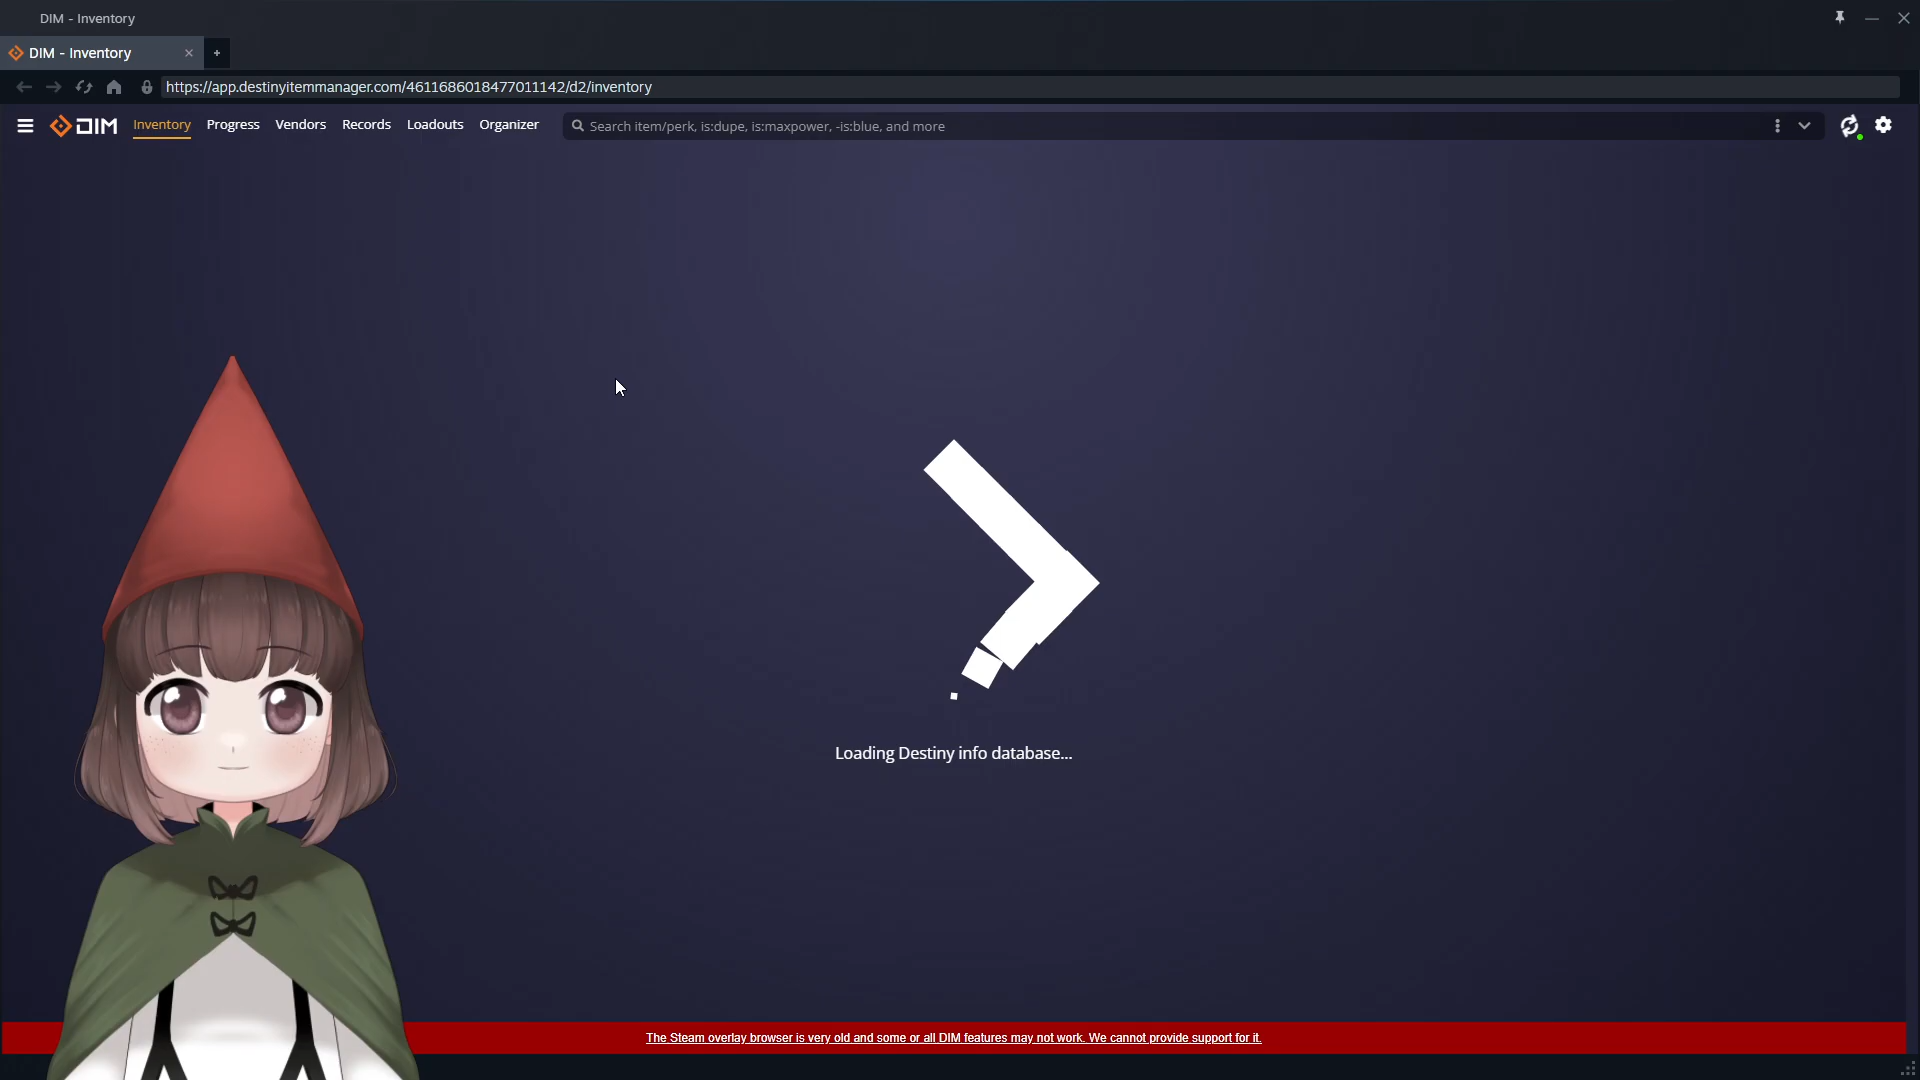 DIM - Inventory
DIM - Inventory
https://app.destinyitemmanager.com/4611686018477011142/d2/inventory
DIM Inventory Progress Vendors Records Loadouts Organizer Search item/perk, is:dupe, is:maxpower, -is:blue, and more
Loading Destiny info database...
The Steam overlay browser is very old and some or all DIM features may not work. We cannot provide support for it.